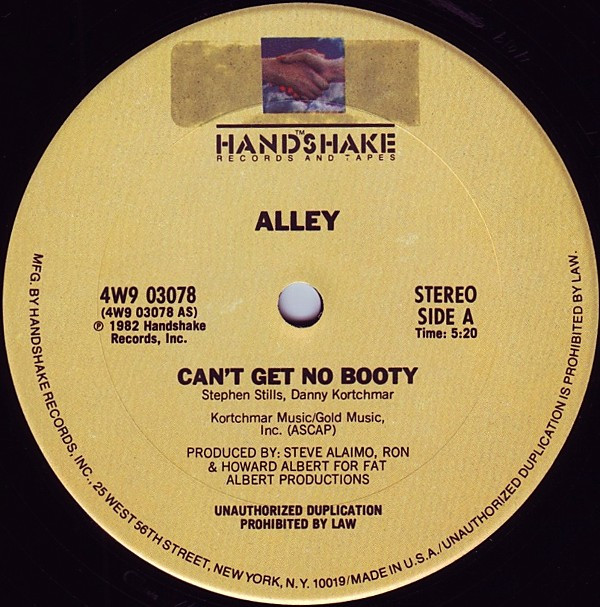 HANDSHAKE™
RECORDS AND TAPES
ALLEY
4W9 03078
(4W9 03078 AS)
℗ 1982 Handshake
Records, Inc.
STEREO
SIDE A
Time: 5:20
CAN'T GET NO BOOTY
Stephen Stills, Danny Kortchmar
Kortchmar Music/Gold Music,
Inc. (ASCAP)
PRODUCED BY: STEVE ALAIMO, RON
& HOWARD ALBERT FOR FAT
ALBERT PRODUCTIONS
UNAUTHORIZED DUPLICATION
PROHIBITED BY LAW
MFG. BY HANDSHAKE RECORDS, INC., 25 WEST 56TH STREET, NEW YORK, N.Y. 10019/MADE IN U.S.A./UNAUTHORIZED DUPLICATION IS PROHIBITED BY LAW.